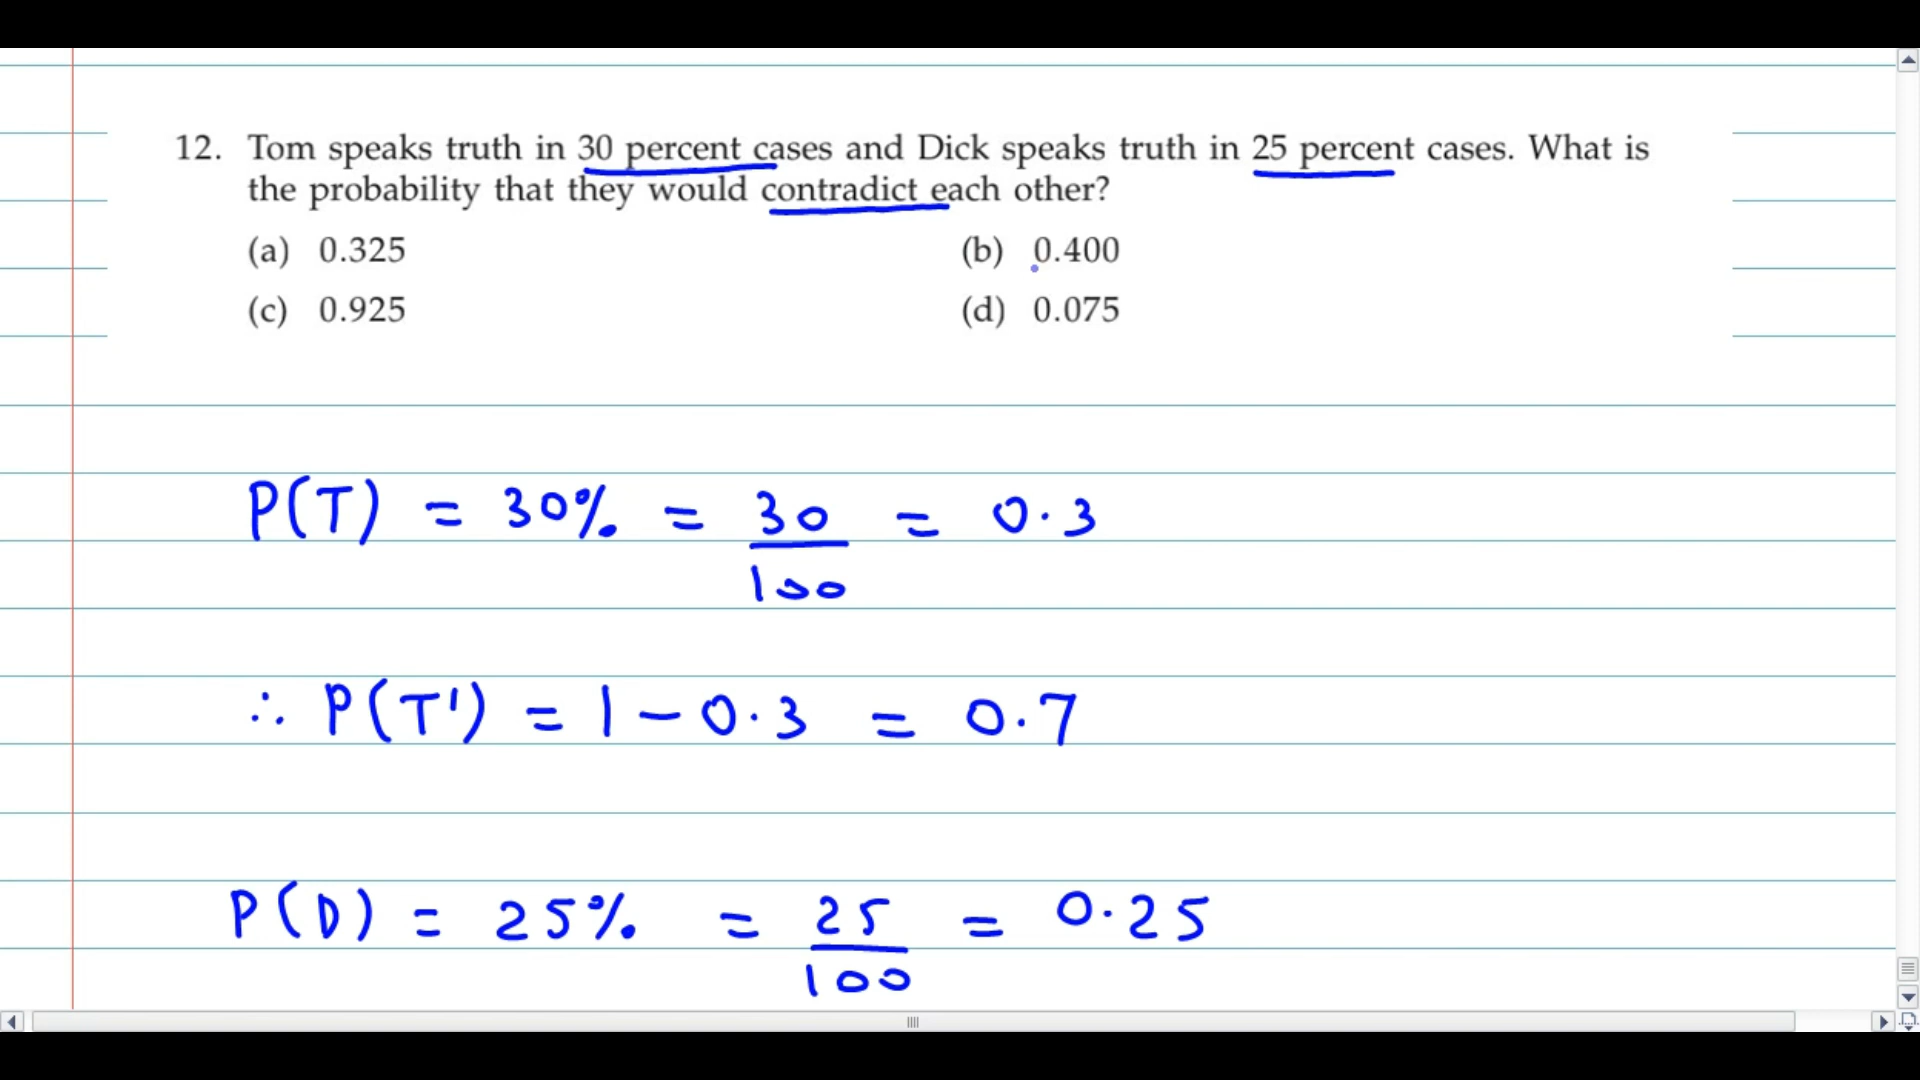 12. Tom speaks truth in 30 percent cases and Dick speaks truth in 25 percent cases. What is
the probability that they would contradict each other?
(a) 0.325 (b) 0.400
(c) 0.925 (d) 0.075
P(T) = 30% = 30/100 = 0.3
∴ P(T') = 1 - 0.3 = 0.7
P(D) = 25% = 25/100 = 0.25